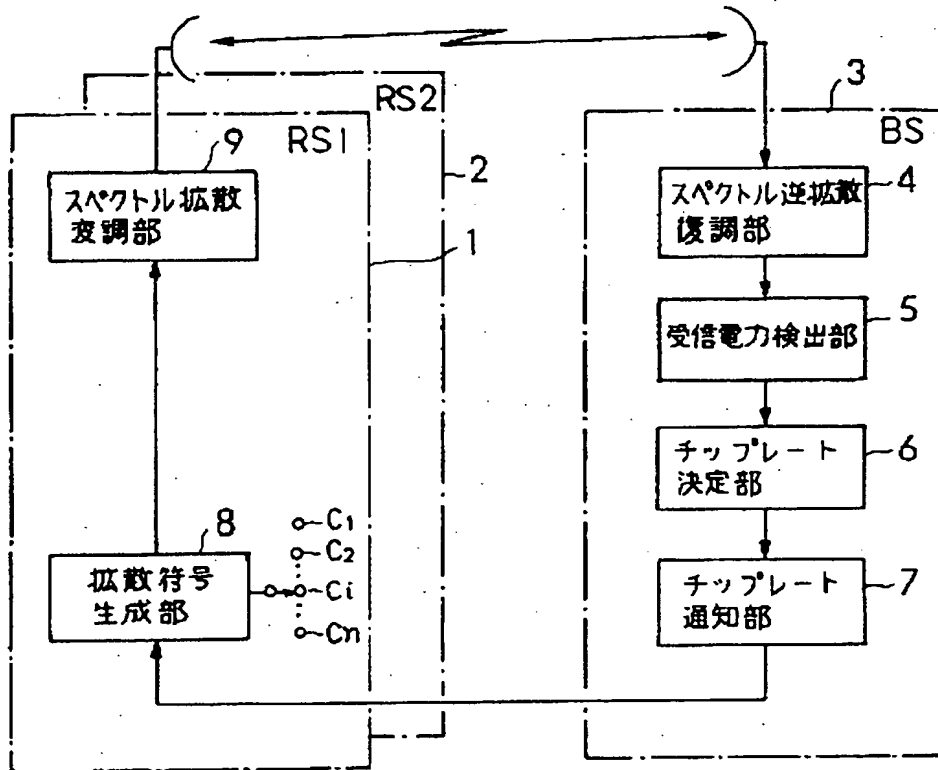 RS2
3
RS1
BS
9
2
4
スペクトル拡散
変調部
スペクトル逆拡散
復調部
1
5
受信電力検出部
6
チップレート
決定部
8
C1
C2
Ci
Cn
拡散符号
生成部
7
チップレート
通知部